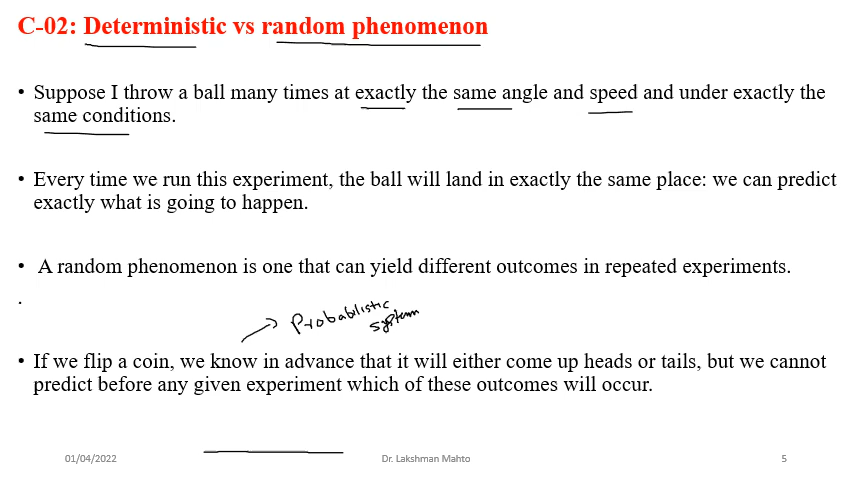 C-02: Deterministic vs random phenomenon
• Suppose I throw a ball many times at exactly the same angle and speed and under exactly the
same conditions.
• Every time we run this experiment, the ball will land in exactly the same place: we can predict
exactly what is going to happen.
• A random phenomenon is one that can yield different outcomes in repeated experiments.
.
Probabilistic
system
• If we flip a coin, we know in advance that it will either come up heads or tails, but we cannot
predict before any given experiment which of these outcomes will occur.
01/04/2022 Dr. Lakshman Mahto 5